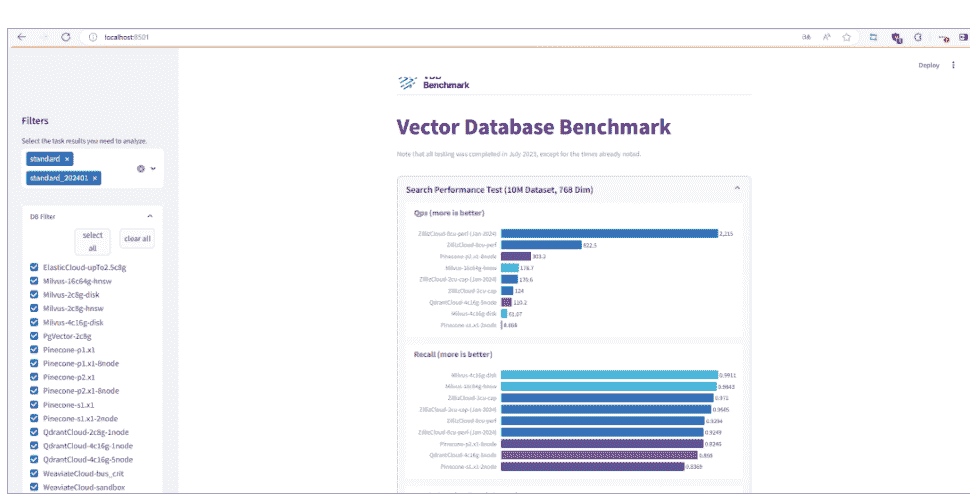 localhost:8501
Deploy
VDB
Benchmark
Filters
Select the task results you need to analyze.
standard ×
standard_202401 ×
DB Filter
select all
clear all
ElasticCloud-upTo2.5c8g
Milvus-16c64g-hnsw
Milvus-2c8g-disk
Milvus-2c8g-hnsw
Milvus-4c16g-disk
PgVector-2c8g
Pinecone-p1.x1
Pinecone-p1.x1-8node
Pinecone-p2.x1
Pinecone-p2.x1-8node
Pinecone-s1.x1
Pinecone-s1.x1-2node
QdrantCloud-2c8g-1node
QdrantCloud-4c16g-1node
QdrantCloud-4c16g-5node
WeaviateCloud-bus_crit
WeaviateCloud-sandbox
Vector Database Benchmark
Note that all testing was completed in July 2023, except for the times already noted.
Search Performance Test (10M Dataset, 768 Dim)
Qps (more is better)
ZillizCloud-8cu-perf (Jan-2024) 2,215
ZillizCloud-8cu-perf 822.5
Pinecone-p2.x1-8node 303.2
Milvus-16c64g-hnsw 178.7
ZillizCloud-2cu-cap (Jan-2024) 170.6
ZillizCloud-2cu-cap 124
QdrantCloud-4c16g-5node 110.2
Milvus-4c16g-disk
Pinecone-s1.x1-2node
Recall (more is better)
Milvus-4c16g-disk 0.9911
Milvus-16c64g-hnsw 0.9843
ZillizCloud-2cu-cap
ZillizCloud-2cu-cap (Jan-2024)
ZillizCloud-8cu-perf
ZillizCloud-8cu-perf (Jan-2024) 0.9249
Pinecone-p2.x1-8node
QdrantCloud-4c16g-5node
Pinecone-s1.x1-2node